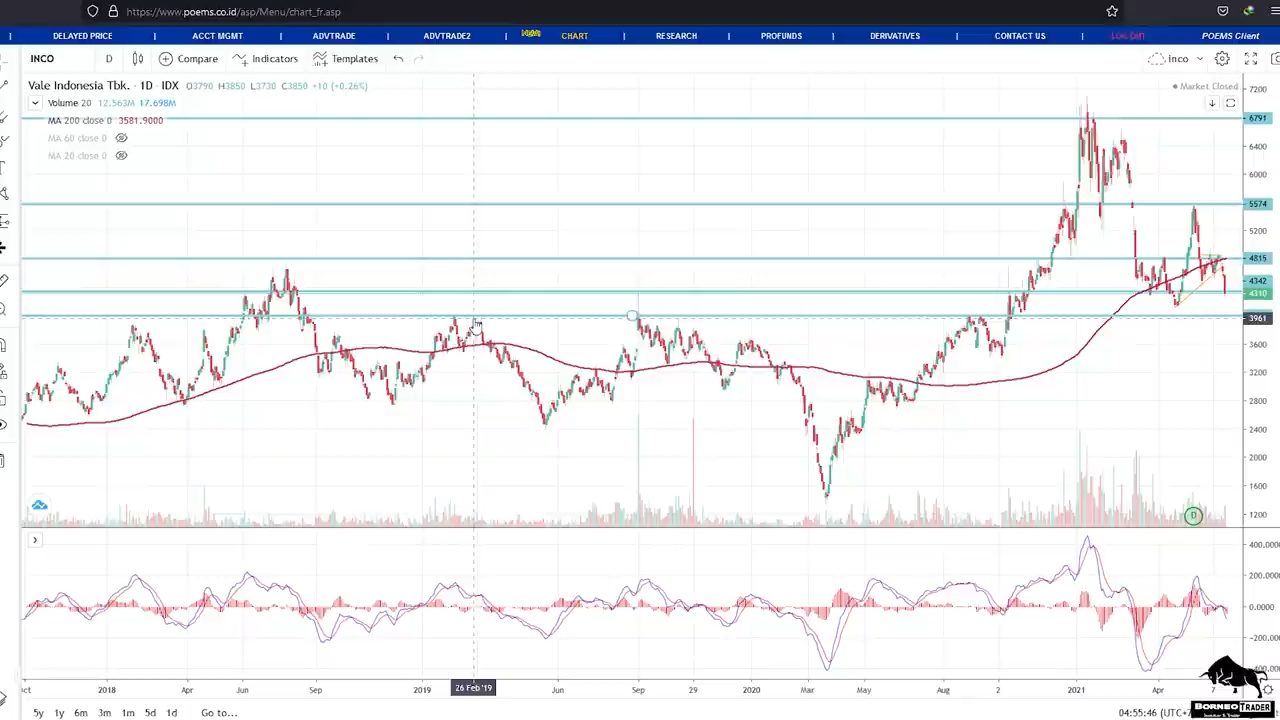 https://www.poems.co.id/asp/Menu/chart_fr.asp
| DELAYED PRICE | ACCT MGMT | ADVTRADE | ADVTRADE2 | CHART | RESEARCH | PROFUNDS | DERIVATIVES | CONTACT US | LOG OUT | POEMS Client
INCO D Compare Indicators Templates inco
Vale Indonesia Tbk. · 1D · IDX O3790 H3850 L3730 C3850 +10 (+0.26%)
Market Closed
Volume 20 12.563M 17.698M
MA 200 close 0 3581.9000
MA 60 close 0
MA 20 close 0
7200
6791
6400
6000
5574
5200
4815
4342
4310
3961
3600
3200
2800
2400
2000
1600
1200
D
400.0000
200.0000
0.0000
-200.0000
-400.0000
Oct 2018 Apr Jun Sep 2019 26 Feb '19 Jun Sep 29 2020 Mar May Aug 2 2021 Apr 7
5y 1y 6m 3m 1m 5d 1d Go to...
04:55:46 (UTC+7
BORNEO TRADER